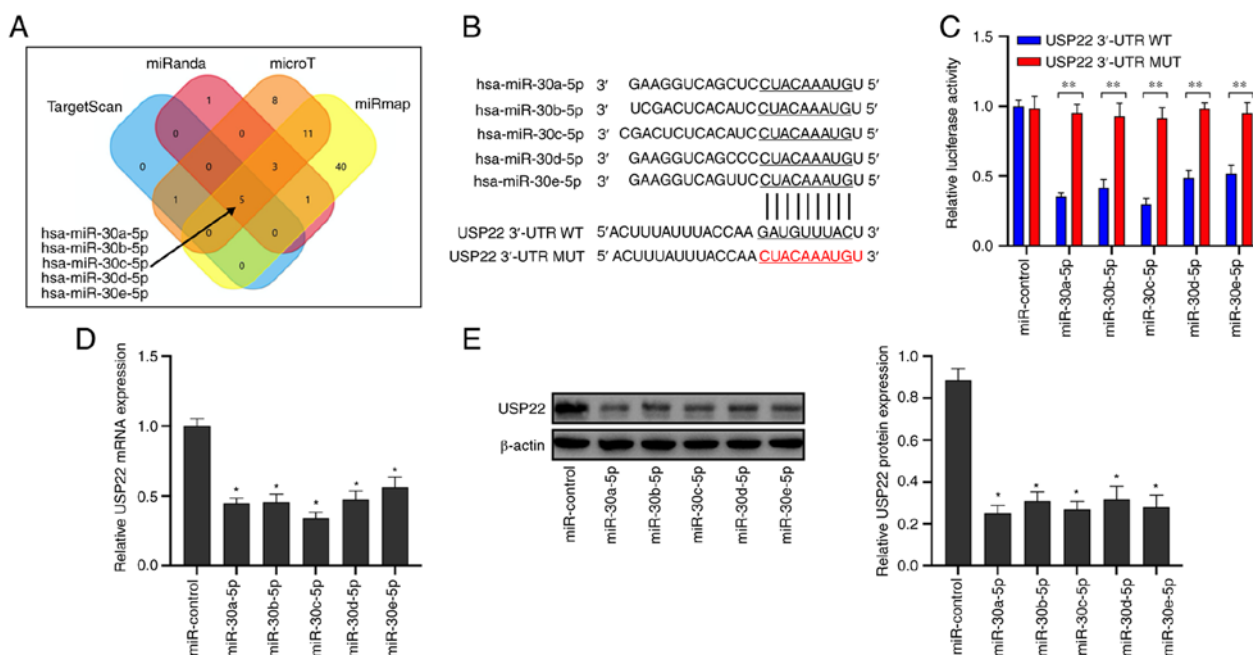 A
miRanda
microT
TargetScan
miRmap
1
8
0
0
11
0
0
3
40
1
5
1
0
0
0
hsa-miR-30a-5p
hsa-miR-30b-5p
hsa-miR-30c-5p
hsa-miR-30d-5p
hsa-miR-30e-5p
B
hsa-miR-30a-5p 3′ GAAGGUCAGCUCCUACAAAUGU 5′
hsa-miR-30b-5p 3′ UCGACUCACAUCCUACAAAUGU 5′
hsa-miR-30c-5p 3′ CGACUCUCACAUCCUACAAAUGU 5′
hsa-miR-30d-5p 3′ GAAGGUCAGCCCCUACAAAUGU 5′
hsa-miR-30e-5p 3′ GAAGGUCAGUUCCUACAAAUGU 5′
USP22 3′-UTR WT 5′ACUUUAUUUACCAA GAUGUUUACU 3′
USP22 3′-UTR MUT 5′ ACUUUAUUUACCAA CUACAAAUGU 3′
C
USP22 3′-UTR WT
USP22 3′-UTR MUT
Relative luciferase activity
1.5
1.0
0.5
0.0
** ** ** ** **
miR-control
miR-30a-5p
miR-30b-5p
miR-30c-5p
miR-30d-5p
miR-30e-5p
D
Relative USP22 mRNA expression
1.5
1.0
0.5
0.0
* * * * *
miR-control
miR-30a-5p
miR-30b-5p
miR-30c-5p
miR-30d-5p
miR-30e-5p
E
USP22
β-actin
miR-control
miR-30a-5p
miR-30b-5p
miR-30c-5p
miR-30d-5p
miR-30e-5p
Relative USP22 protein expression
1.0
0.8
0.6
0.4
0.2
0.0
* * * * *
miR-control
miR-30a-5p
miR-30b-5p
miR-30c-5p
miR-30d-5p
miR-30e-5p